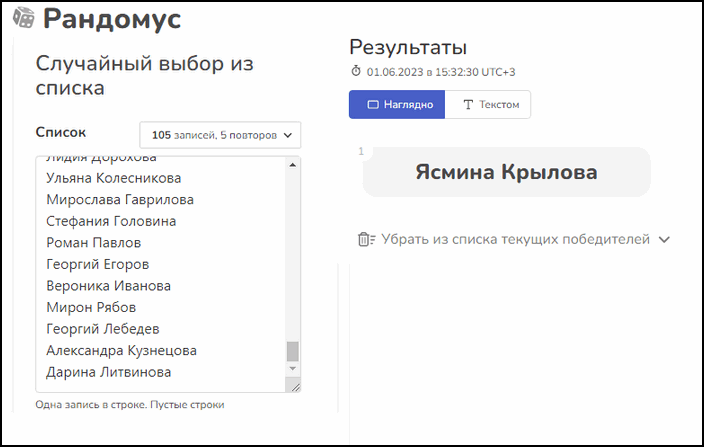 Рандомус
Случайный выбор из
списка
Список
105 записей, 5 повторов
Лидия Дорохова
Ульяна Колесникова
Мирослава Гаврилова
Стефания Головина
Роман Павлов
Георгий Егоров
Вероника Иванова
Мирон Рябов
Георгий Лебедев
Александра Кузнецова
Дарина Литвинова
Одна запись в строке. Пустые строки
Результаты
01.06.2023 в 15:32:30 UTC+3
Наглядно
Текстом
1
Ясмина Крылова
Убрать из списка текущих победителей